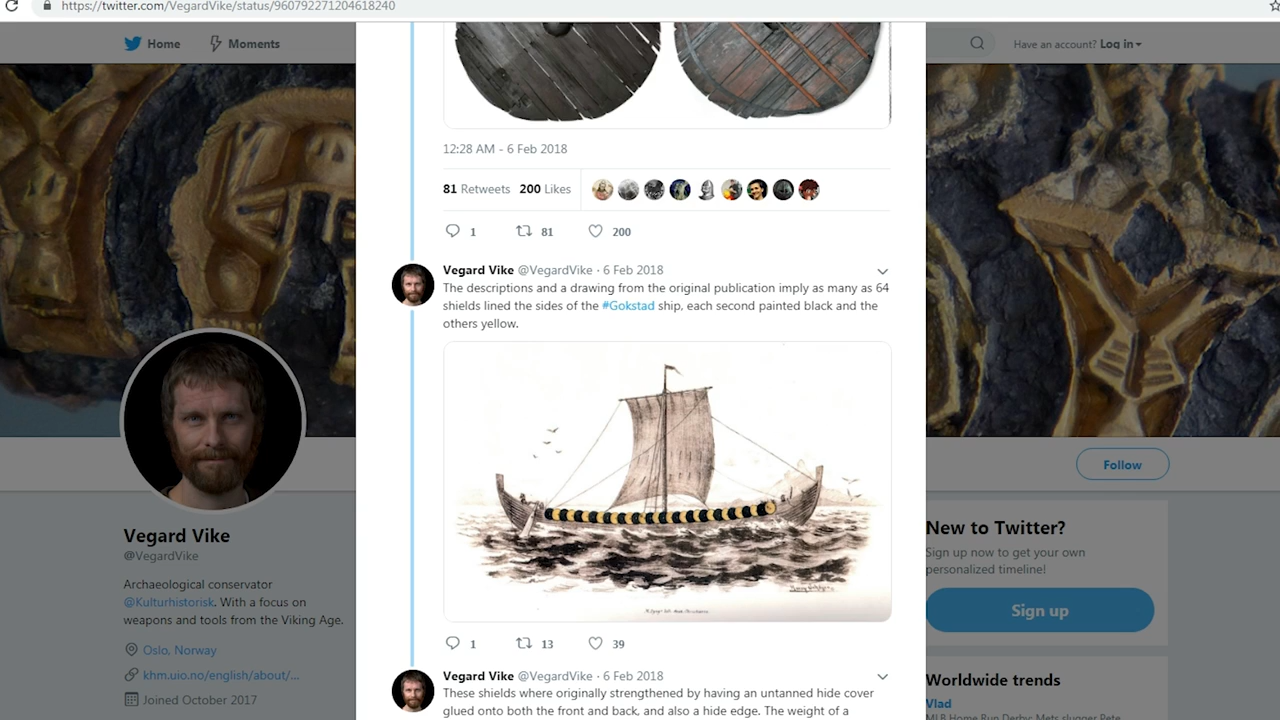 https://twitter.com/VegardVike/status/960792271204618240
Home
Moments
Have an account? Log in
12:28 AM - 6 Feb 2018
81 Retweets 200 Likes
1 81 200
Vegard Vike @VegardVike · 6 Feb 2018
The descriptions and a drawing from the original publication imply as many as 64
shields lined the sides of the #Gokstad ship, each second painted black and the
others yellow.
1 13 39
Vegard Vike @VegardVike · 6 Feb 2018
These shields where originally strengthened by having an untanned hide cover
glued onto both the front and back, and also a hide edge. The weight of a
Vegard Vike
@VegardVike
Archaeological conservator
@Kulturhistorisk. With a focus on
weapons and tools from the Viking Age.
Oslo, Norway
khm.uio.no/english/about/...
Joined October 2017
Follow
New to Twitter?
Sign up now to get your own
personalized timeline!
Sign up
Worldwide trends
Vlad
MLB Home Run Derby: Mets slugger Pete